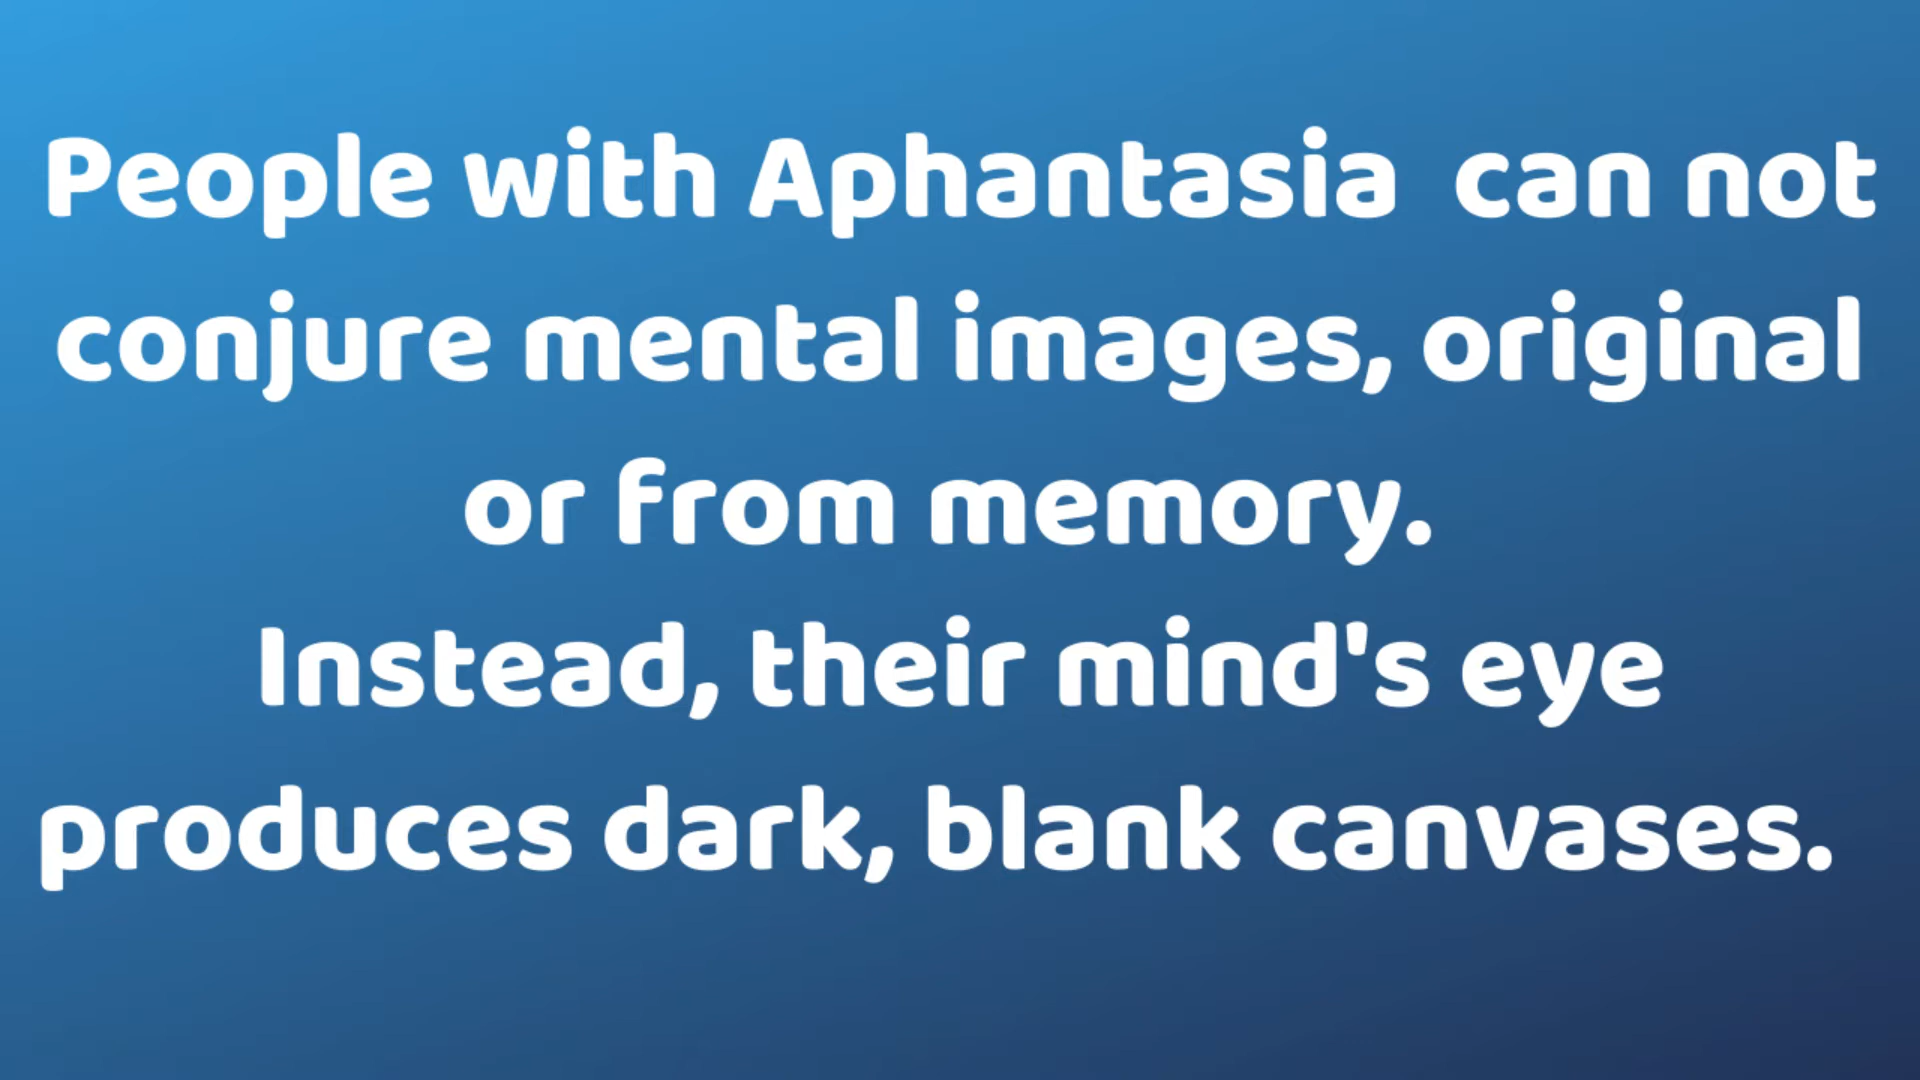 People with Aphantasia  can not
conjure mental images, original
or from memory.
Instead, their mind's eye
produces dark, blank canvases.